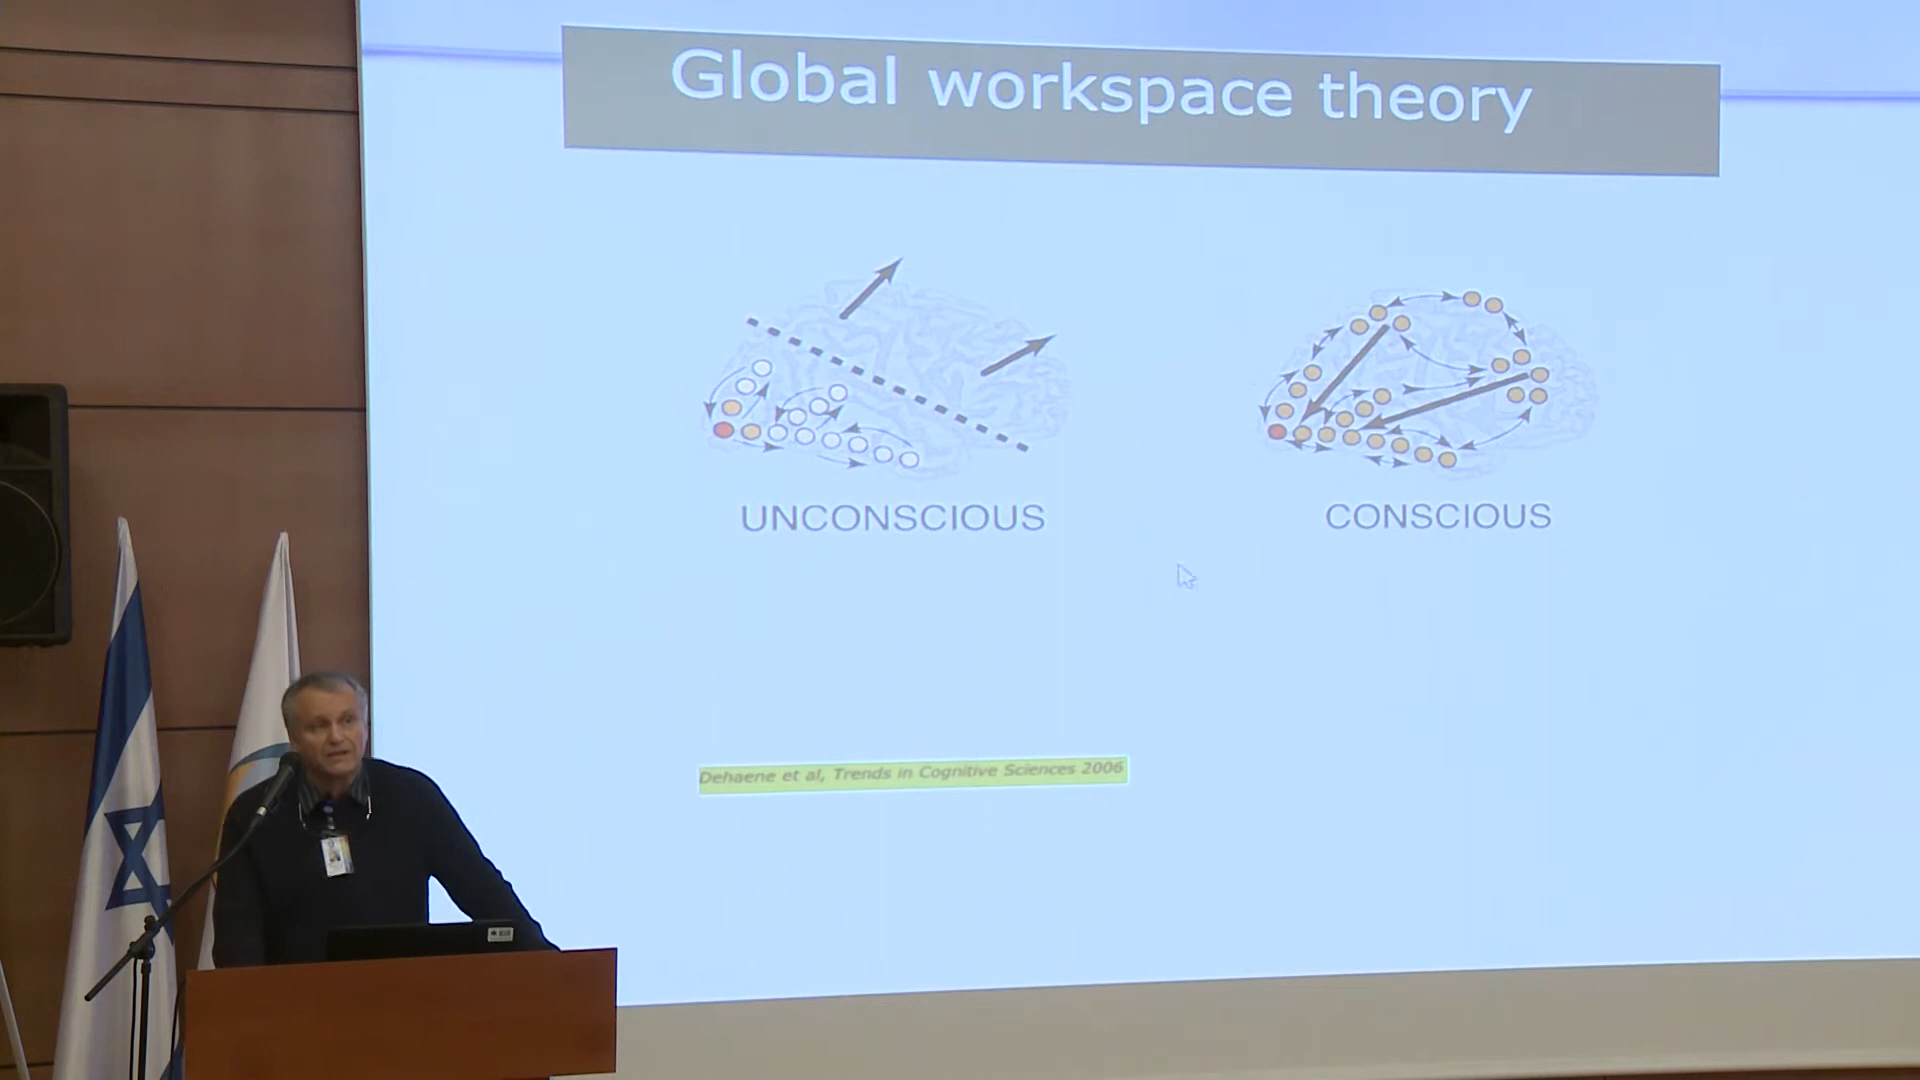 Global workspace theory
UNCONSCIOUS
CONSCIOUS
Dehaene et al, Trends in Cognitive Sciences 2006